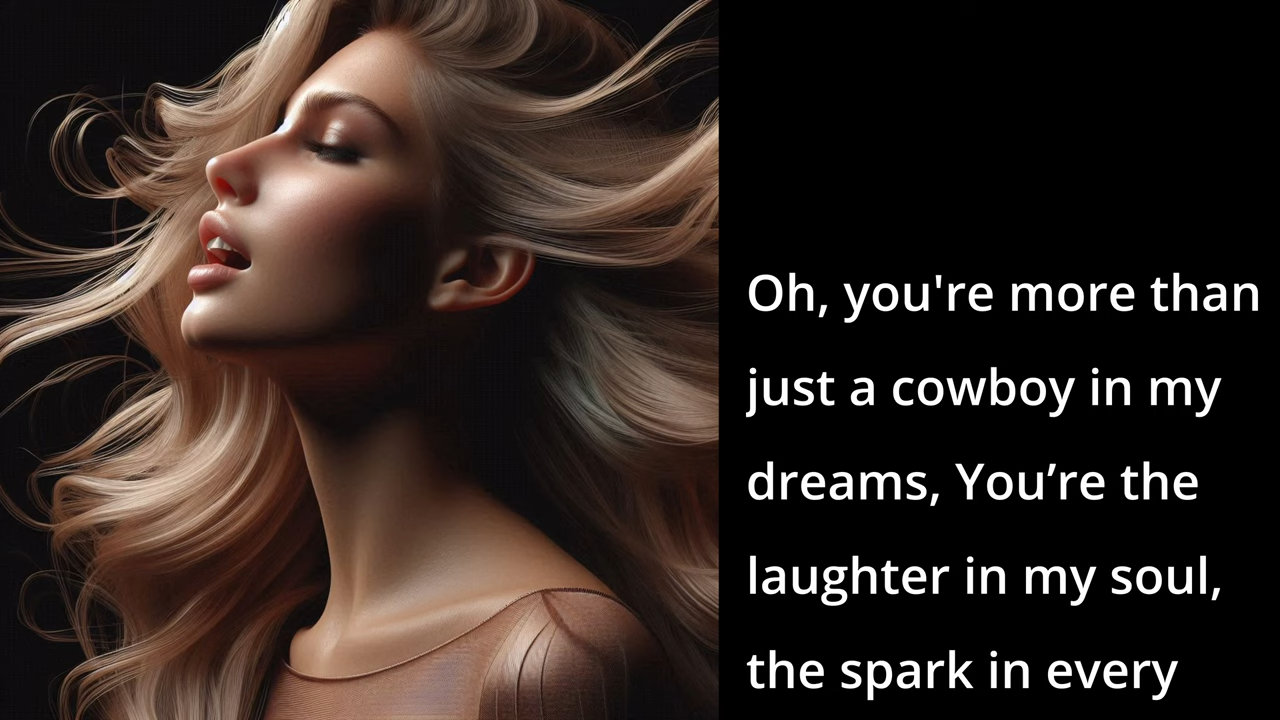 Oh, you're more than
just a cowboy in my
dreams, You’re the
laughter in my soul,
the spark in every